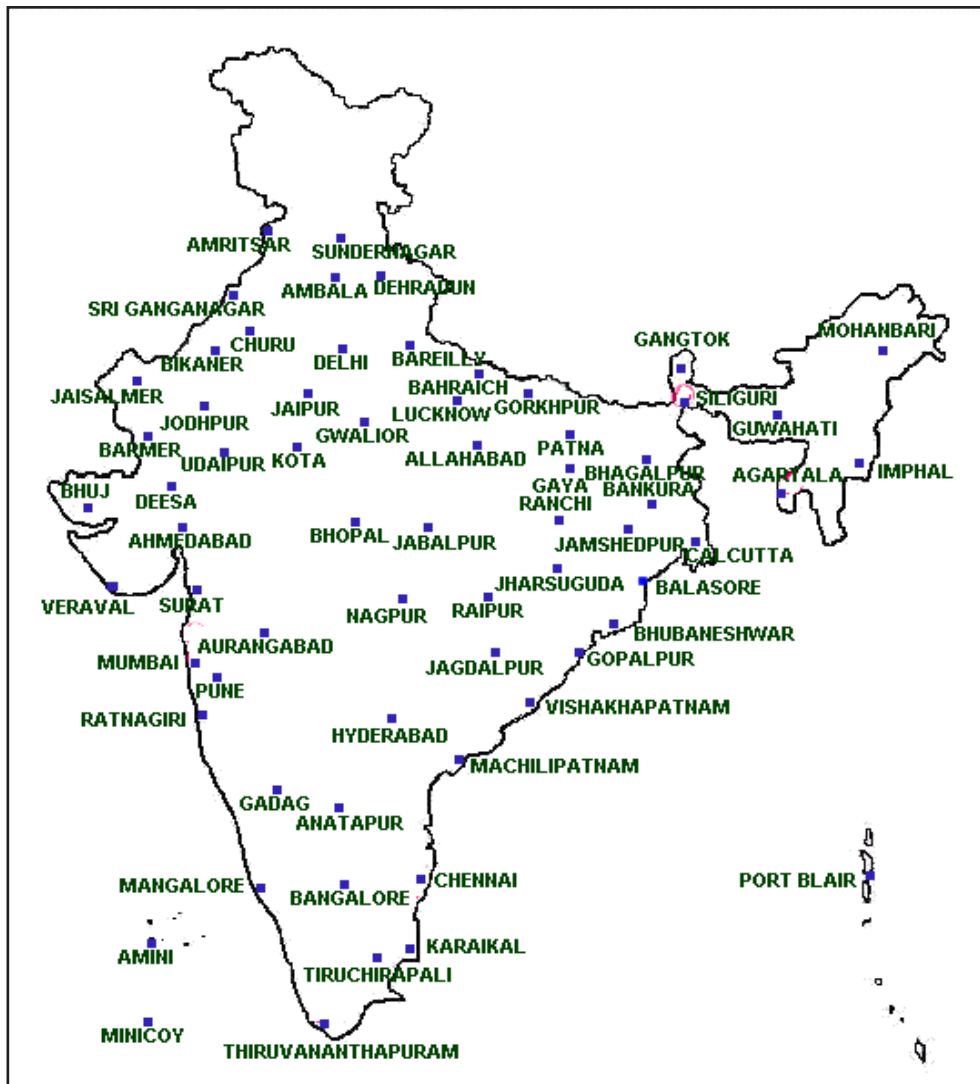 AMRITSAR
SUNDERNAGAR
AMBALA
DEHRADUN
SRI GANGANAGAR
CHURU
BIKANER
DELHI
BAREILLY
GANGTOK
MOHANBARI
JAISALMER
BAHRAICH
JODHPUR
JAIPUR
LUCKNOW
GORKHPUR
SILIGURI
GWALIOR
GUWAHATI
BARMER
UDAIPUR
KOTA
ALLAHABAD
PATNA
BHAGALPUR
AGARTALA
IMPHAL
BHUJ
DEESA
GAYA
BANKURA
RANCHI
AHMEDABAD
BHOPAL
JABALPUR
JAMSHEDPUR
CALCUTTA
JHARSUGUDA
BALASORE
VERAVAL
SURAT
NAGPUR
RAIPUR
BHUBANESHWAR
AURANGABAD
MUMBAI
JAGDALPUR
GOPALPUR
PUNE
RATNAGIRI
VISHAKHAPATNAM
HYDERABAD
MACHILIPATNAM
GADAG
ANATAPUR
MANGALORE
BANGALORE
CHENNAI
PORT BLAIR
AMINI
KARAIKAL
TIRUCHIRAPALI
MINICOY
THIRUVANANTHAPURAM